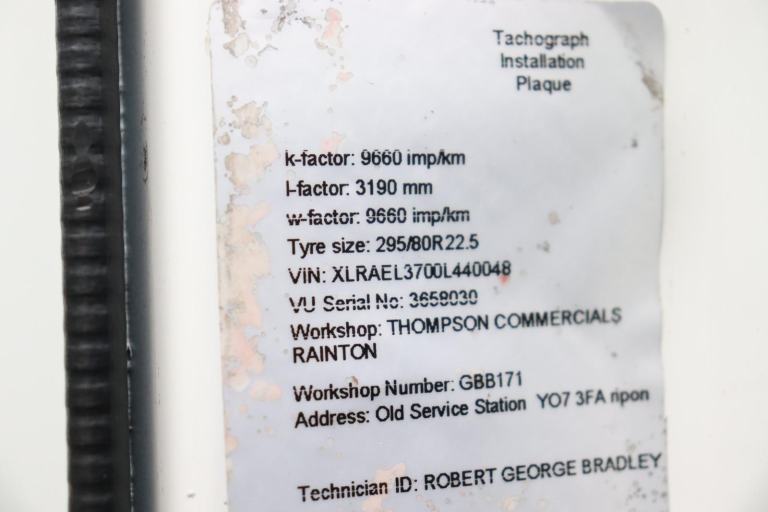 Tachograph
Installation
Plaque
k-factor: 9660 imp/km
l-factor: 3190 mm
w-factor: 9660 imp/km
Tyre size: 295/80R22.5
VIN: XLRAEL3700L440048
VU Serial No: 3658030
Workshop: THOMPSON COMMERCIALS
RAINTON
Workshop Number: GBB171
Address: Old Service Station YO7 3FA ripon
Technician ID: ROBERT GEORGE BRADLEY